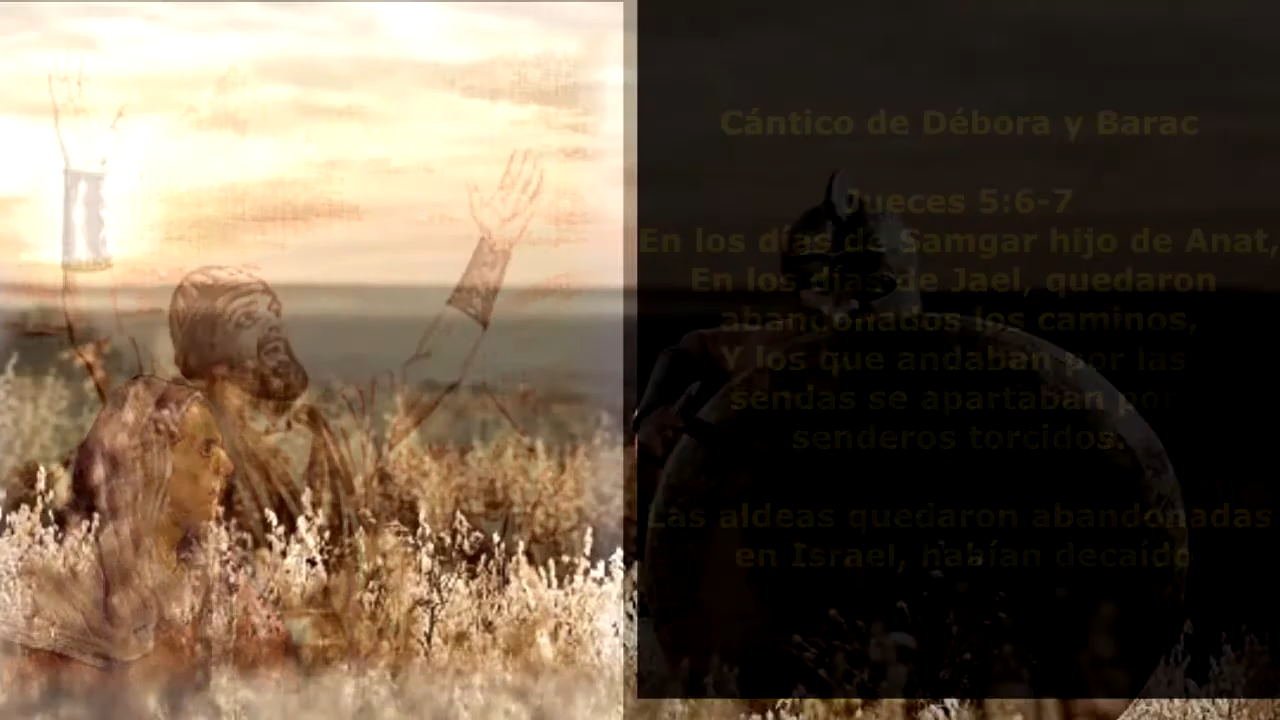 Cántico de Débora y Barac
Jueces 5:6-7
En los días de Samgar hijo de Anat,
En los días de Jael, quedaron
abandonados los caminos,
Y los que andaban por las
sendas se apartaban por
senderos torcidos.
Las aldeas quedaron abandonadas
en Israel, habían decaído